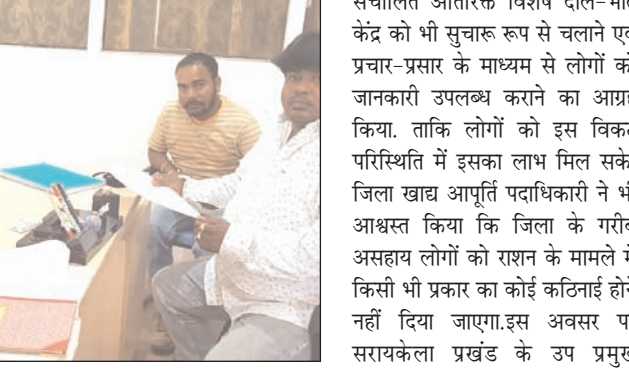 संचालित अतिरिक्त विशेष दाल-भात
केंद्र को भी सुचारू रूप से चलाने एवं
प्रचार-प्रसार के माध्यम से लोगों को
जानकारी उपलब्ध कराने का आग्रह
किया. ताकि लोगों को इस विकट
परिस्थिति में इसका लाभ मिल सके.
जिला खाद्य आपूर्ति पदाधिकारी ने भी
आश्वस्त किया कि जिला के गरीब
असहाय लोगों को राशन के मामले में
किसी भी प्रकार का कोई कठिनाई होने
नहीं दिया जाएगा.इस अवसर पर
सरायकेला प्रखंड के उप प्रमुख